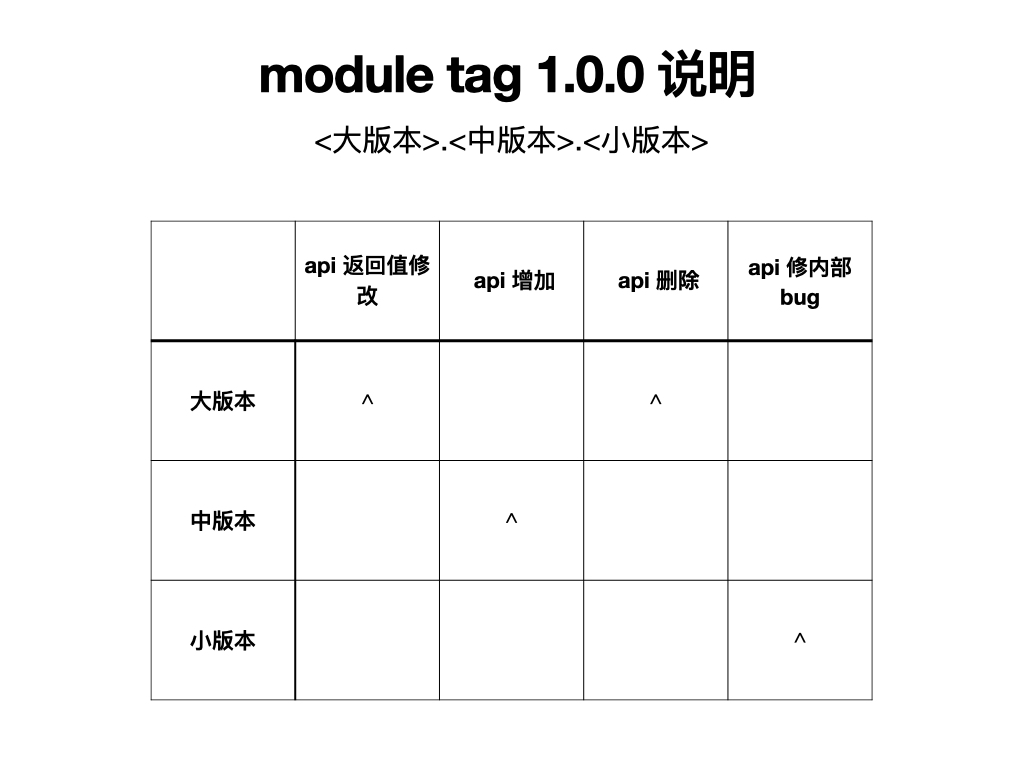 module tag 1.0.0 说明
<大版本>.<中版本>.<小版本>
api 返回值修
改
api 增加
api 删除
api 修内部
bug
大版本
^
^
中版本
^
小版本
^